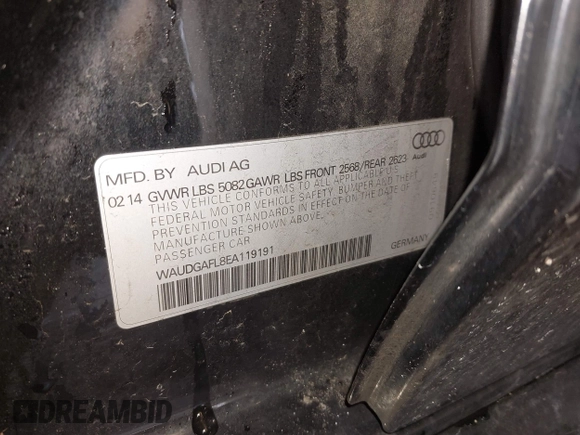 MFD. BY AUDI AG
02 14 GVWR LBS 5082 GAWR LBS FRONT 2568/REAR 2623
Audi
THIS VEHICLE CONFORMS TO ALL APPLICABLE U.S.
FEDERAL MOTOR VEHICLE SAFETY, BUMPER AND THEFT
PREVENTION STANDARDS IN EFFECT ON THE DATE OF
MANUFACTURE SHOWN ABOVE.
PASSENGER CAR
WAUDGAFL8EA119191
GERMANY
DREAMBID